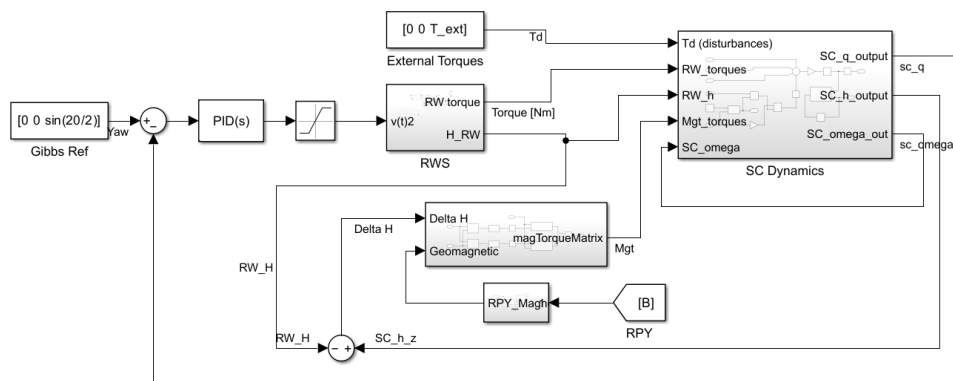 [0 0 T_ext]
External Torques
Td
Td (disturbances)
SC_q_output
sc_q
RW_torques
SC_h_output
RW_h
Mgt_torques
SC_omega_out
sc_omega
SC_omega
SC Dynamics
RW torque
Torque [Nm]
v(t)2
H_RW
RWS
[0 0 sin(20/2)]
Yaw
Gibbs Ref
PID(s)
Delta H
Delta H
magTorqueMatrix
Geomagnetic
Mgt
RW_H
RPY_Magh
[B]
RPY
RW_H
SC_h_z